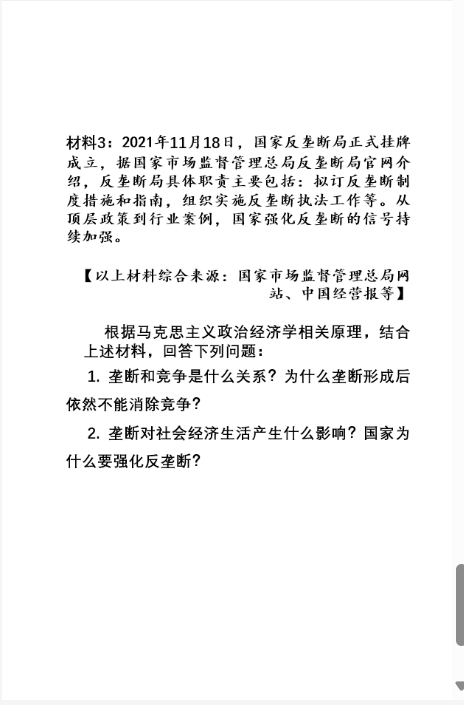 材料3：2021年11月18日，国家反垄断局正式挂牌
成立，据国家市场监督管理总局反垄断局官网介
绍，反垄断局具体职责主要包括：拟订反垄断制
度措施和指南，组织实施反垄断执法工作等。从
顶层政策到行业案例，国家强化反垄断的信号持
续加强。
【以上材料综合来源：国家市场监督管理总局网
站、中国经营报等】
根据马克思主义政治经济学相关原理，结合
上述材料，回答下列问题：
1. 垄断和竞争是什么关系？为什么垄断形成后
依然不能消除竞争？
2. 垄断对社会经济生活产生什么影响？国家为
什么要强化反垄断？